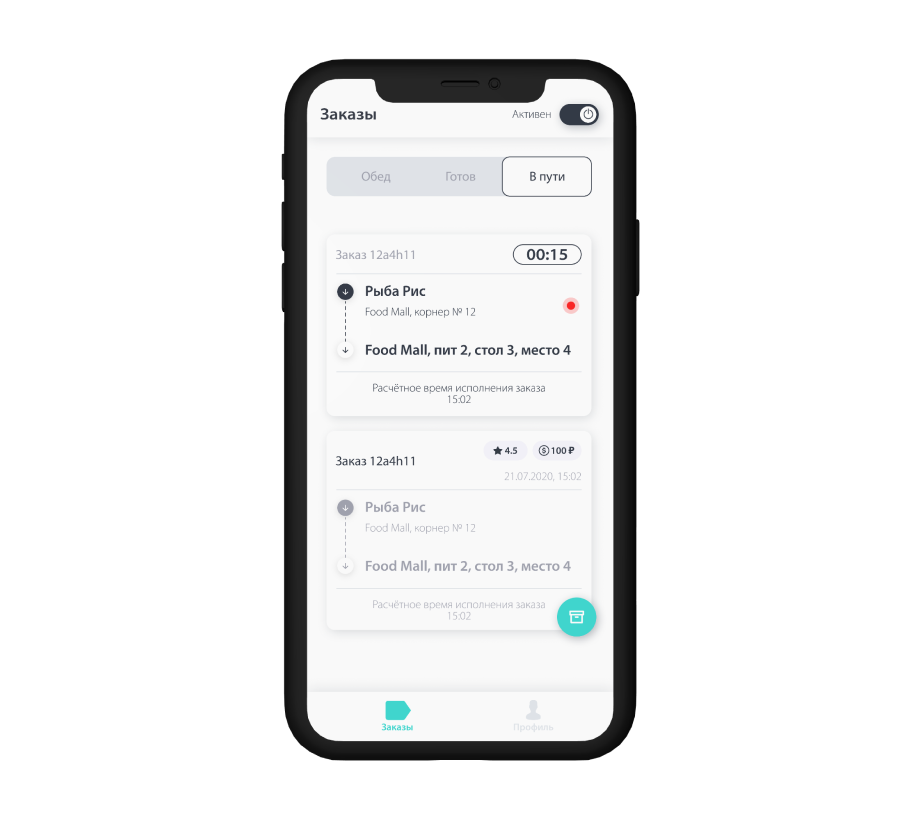 Заказы
Активен
Обед
Готов
В пути
Заказ 12a4h11
00:15
Рыба Рис
Food Mall, корнер № 12
Food Mall, пит 2, стол 3, место 4
Расчётное время исполнения заказа
15:02
4.5
100 ₽
Заказ 12a4h11
21.07.2020, 15:02
Рыба Рис
Food Mall, корнер № 12
Food Mall, пит 2, стол 3, место 4
Расчётное время исполнения заказа
15:02
Заказы
Профиль